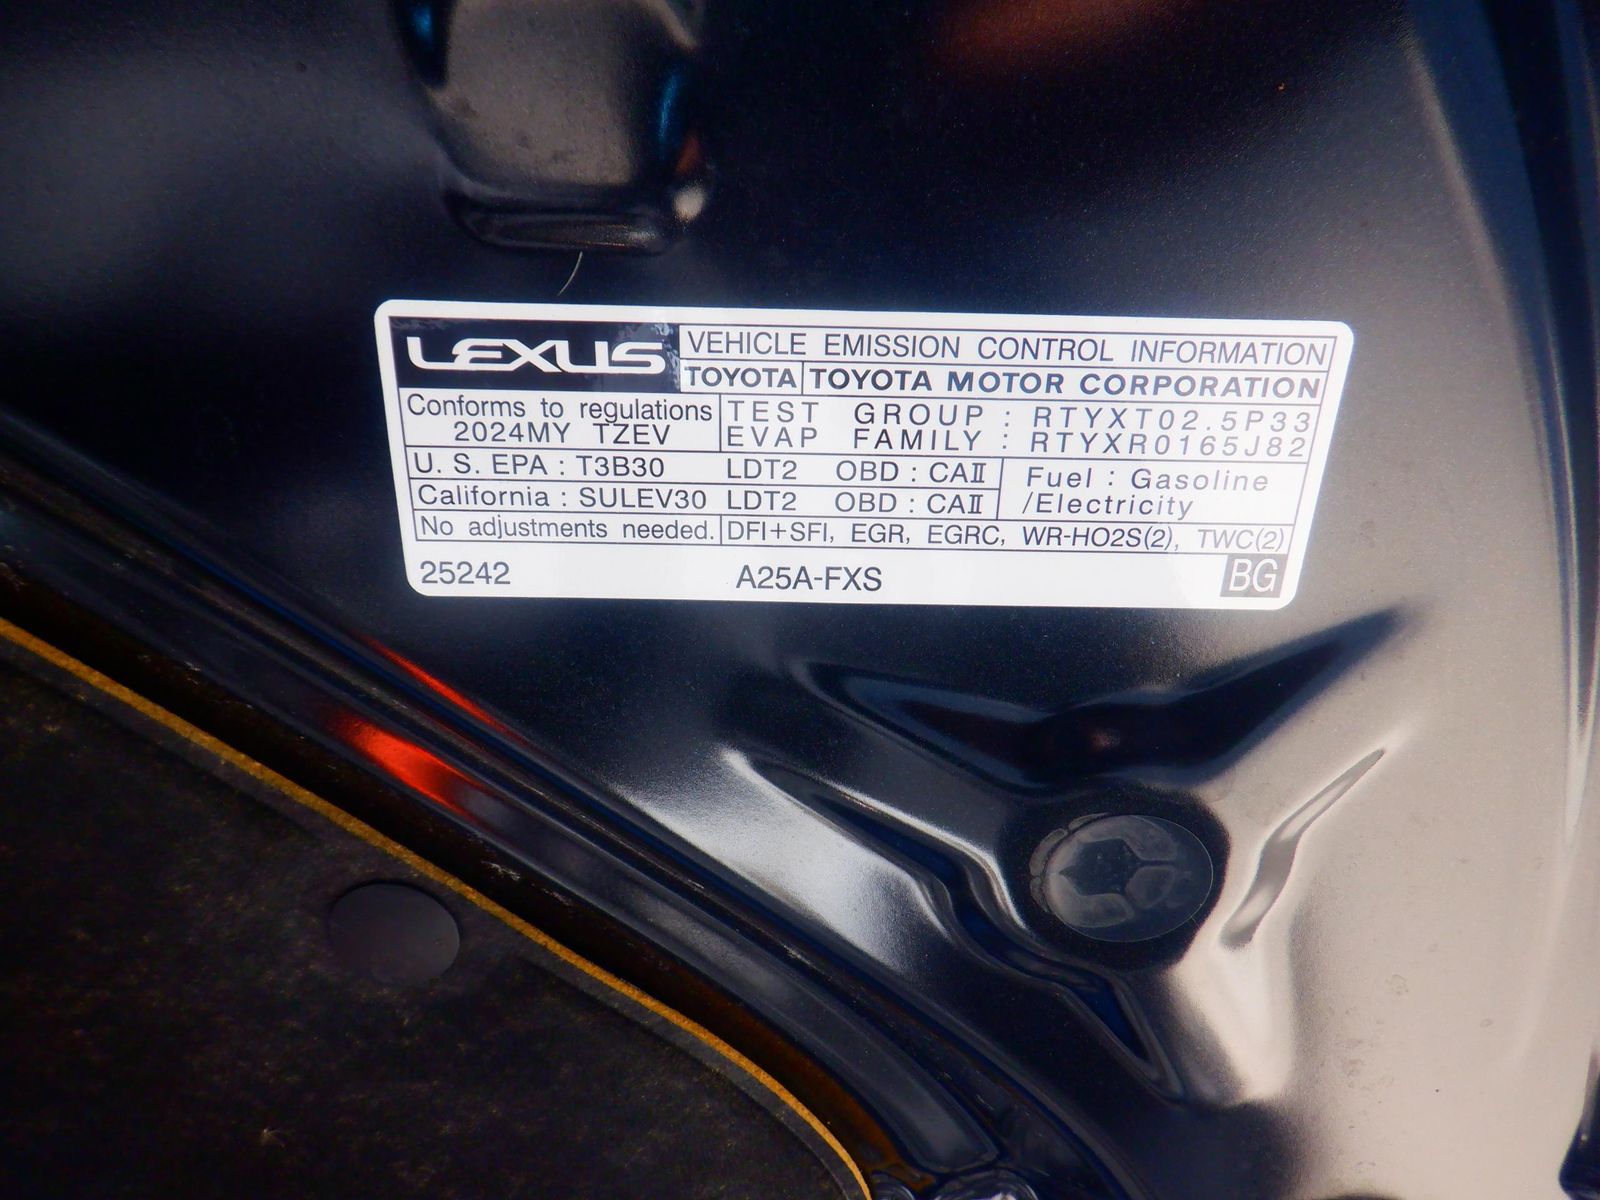 LEXUS VEHICLE EMISSION CONTROL INFORMATION
TOYOTA TOYOTA MOTOR CORPORATION
Conforms to regulations
2024MY TZEV
TEST GROUP : RTYXT02.5P33
EVAP FAMILY : RTYXR0165J82
U. S. EPA : T3B30 LDT2 OBD : CAⅡ
California : SULEV30 LDT2 OBD : CAⅡ
Fuel : Gasoline
/Electricity
No adjustments needed. DFI+SFI, EGR, EGRC, WR-HO2S(2), TWC(2)
25242 A25A-FXS BG